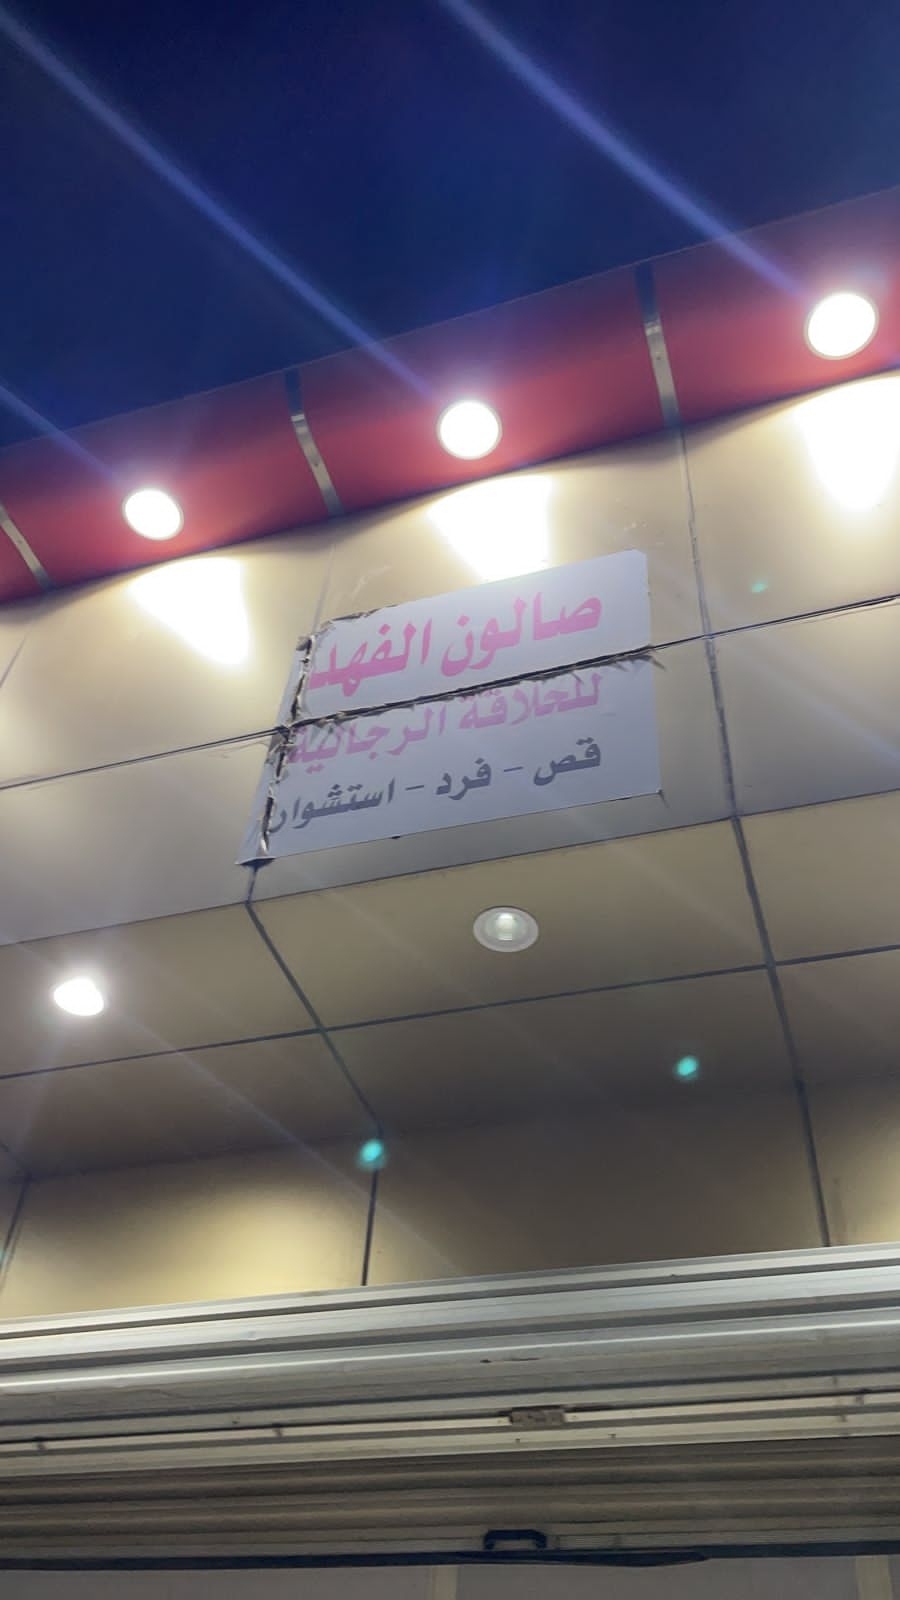 صالون الفهد
للحلاقة الرجالية
قص - فرد - استشوار